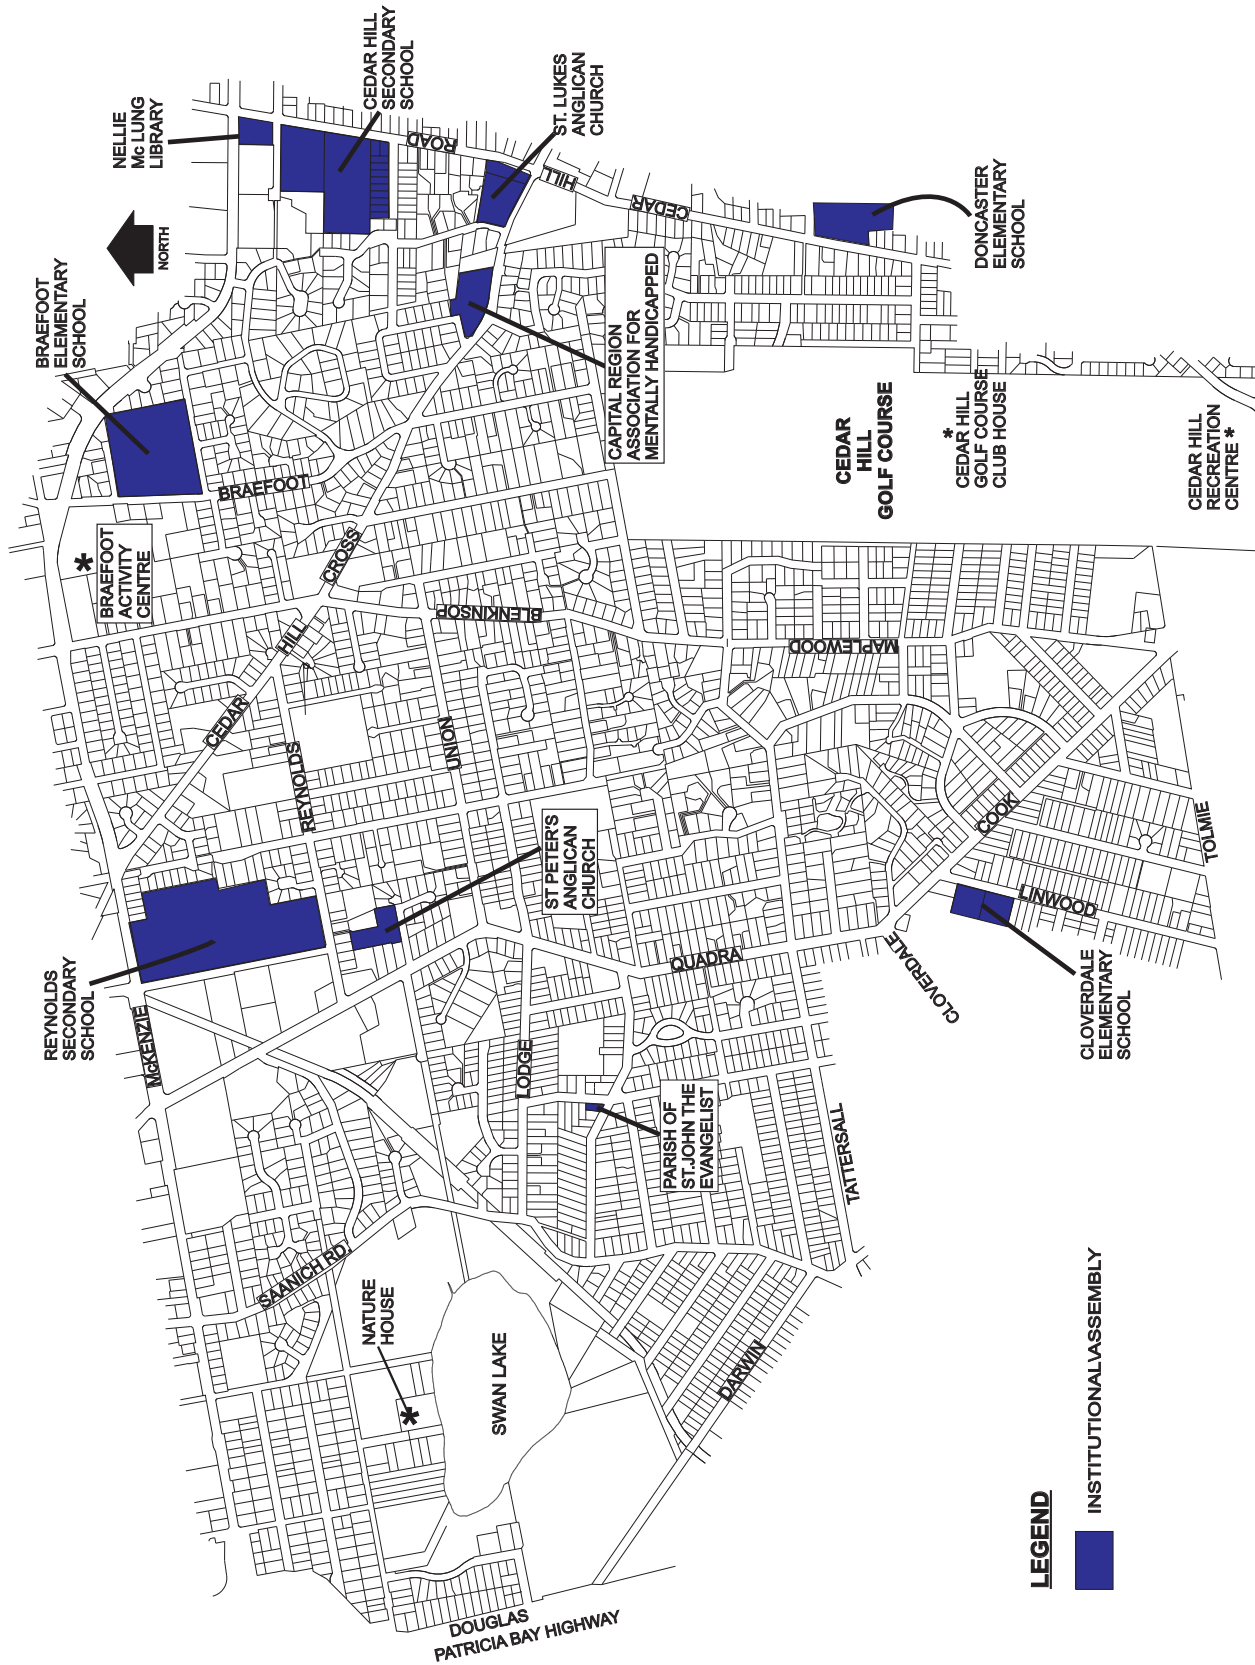 NELLIE
Mc LUNG
LIBRARY
CEDAR HILL
SECONDARY
SCHOOL
ST. LUKES
ANGLICAN
CHURCH
NORTH
BRAEFOOT
ELEMENTARY
SCHOOL
ROAD
HILL
CEDAR
DONCASTER
ELEMENTARY
SCHOOL
CAPITAL REGION
ASSOCIATION FOR
MENTALLY HANDICAPPED
CEDAR
HILL
GOLF COURSE
*
CEDAR HILL
GOLF COURSE
CLUB HOUSE
CEDAR HILL
RECREATION
CENTRE *
BRAEFOOT
*
BRAEFOOT
ACTIVITY
CENTRE
CROSS
HILL
CEDAR
BLENKINSOP
MAPLEWOOD
UNION
REYNOLDS
ST PETER'S
ANGLICAN
CHURCH
COOK
TOLMIE
LINWOOD
QUADRA
CLOVERDALE
CLOVERDALE
ELEMENTARY
SCHOOL
REYNOLDS
SECONDARY
SCHOOL
McKENZIE
LODGE
PARISH OF
ST.JOHN THE
EVANGELIST
TATTERSALL
SAANICH RD.
NATURE
HOUSE
*
SWAN LAKE
DARWIN
DOUGLAS
PATRICIA BAY HIGHWAY
LEGEND
INSTITUTIONAL\ASSEMBLY